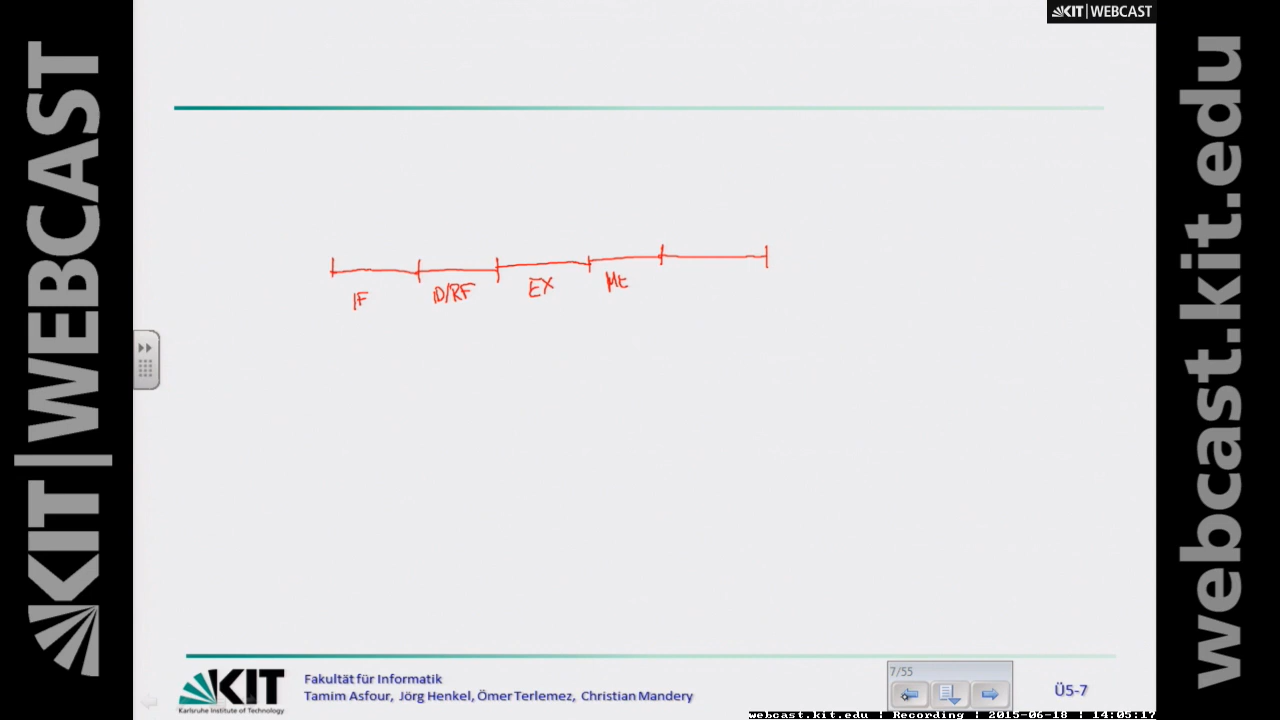 KIT | WEBCAST
KIT | WEBCAST
webcast.kit.edu
IF ID/RF EX ME
KIT
Karlsruhe Institute of Technology
Fakultät für Informatik
Tamim Asfour, Jörg Henkel, Ömer Terlemez, Christian Mandery
7/55
Ü5-7
webcast.kit.edu | Recording | 2015-06-18 | 14:05:17